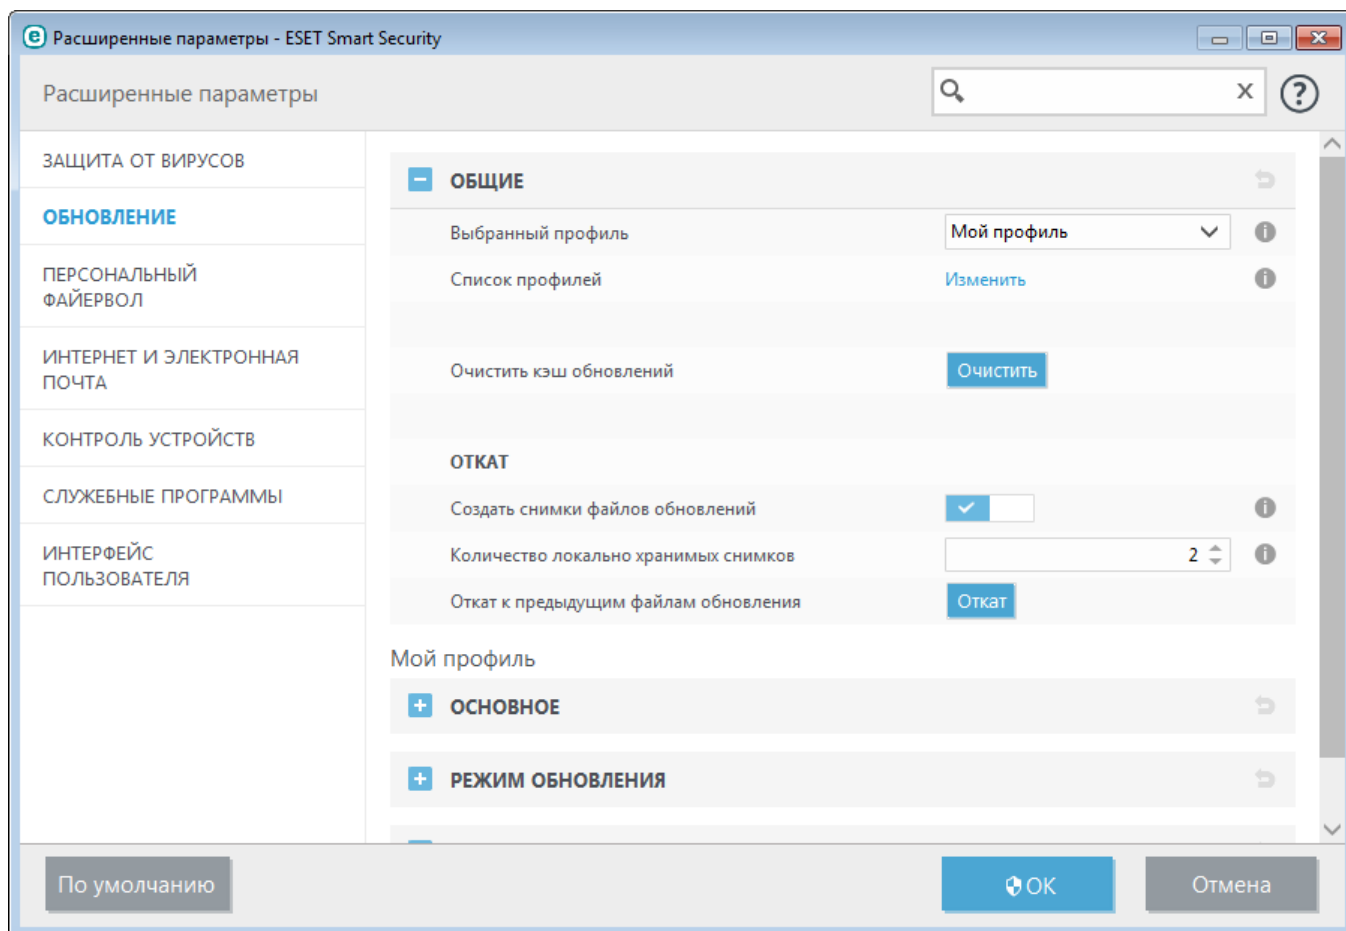 Расширенные параметры - ESET Smart Security
Расширенные параметры
ЗАЩИТА ОТ ВИРУСОВ
ОБНОВЛЕНИЕ
ПЕРСОНАЛЬНЫЙ
ФАЙЕРВОЛ
ИНТЕРНЕТ И ЭЛЕКТРОННАЯ
ПОЧТА
КОНТРОЛЬ УСТРОЙСТВ
СЛУЖЕБНЫЕ ПРОГРАММЫ
ИНТЕРФЕЙС
ПОЛЬЗОВАТЕЛЯ
ОБЩИЕ
Выбранный профиль Мой профиль
Список профилей Изменить
Очистить кэш обновлений Очистить
ОТКАТ
Создать снимки файлов обновлений
Количество локально хранимых снимков 2
Откат к предыдущим файлам обновления Откат
Мой профиль
ОСНОВНОЕ
РЕЖИМ ОБНОВЛЕНИЯ
По умолчанию
ОК
Отмена